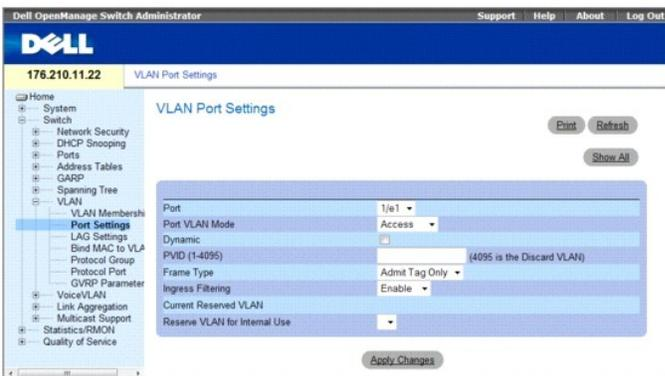 Dell OpenManage Switch Administrator Support Help About Log Out
DELL
176.210.11.22 VLAN Port Settings
Home
System
Switch
Network Security
DHCP Snooping
Ports
Address Tables
GARP
Spanning Tree
VLAN
VLAN Membershi
Port Settings
LAG Settings
Bind MAC to VLA
Protocol Group
Protocol Port
GVRP Parameter
VoiceVLAN
Link Aggregation
Multicast Support
Statistics/RMON
Quality of Service
VLAN Port Settings
Print Refresh
Show All
Port 1/e1
Port VLAN Mode Access
Dynamic
PVID (1-4095) (4095 is the Discard VLAN)
Frame Type Admit Tag Only
Ingress Filtering Enable
Current Reserved VLAN
Reserve VLAN for Internal Use
Apply Changes